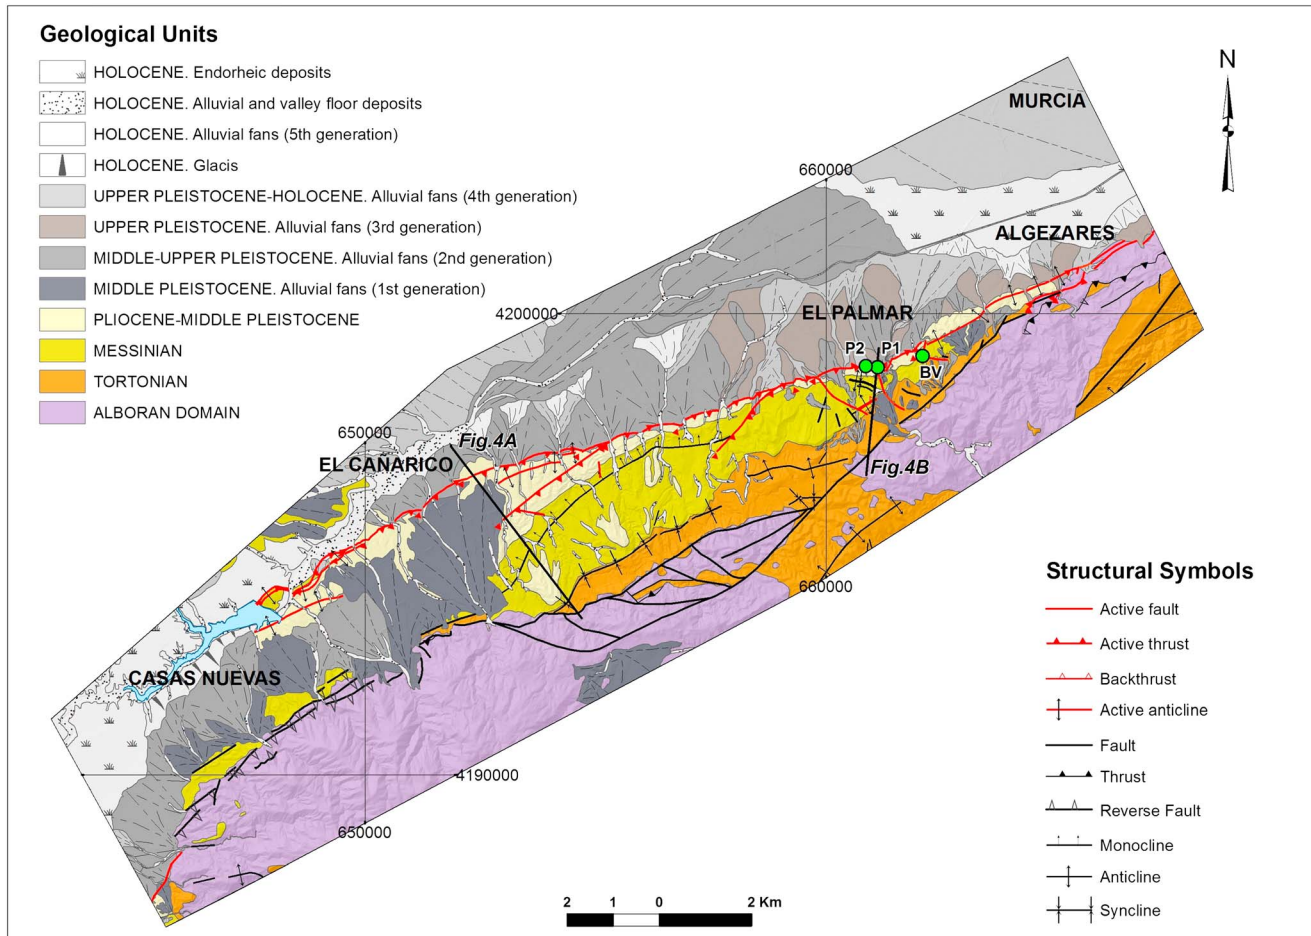 Geological Units
HOLOCENE. Endorheic deposits
HOLOCENE. Alluvial and valley floor deposits
HOLOCENE. Alluvial fans (5th generation)
HOLOCENE. Glacis
UPPER PLEISTOCENE-HOLOCENE. Alluvial fans (4th generation)
UPPER PLEISTOCENE. Alluvial fans (3rd generation)
MIDDLE-UPPER PLEISTOCENE. Alluvial fans (2nd generation)
MIDDLE PLEISTOCENE. Alluvial fans (1st generation)
PLIOCENE-MIDDLE PLEISTOCENE
MESSINIAN
TORTONIAN
ALBORAN DOMAIN
N
MURCIA
660000
ALGEZARES
4200000
EL PALMAR
P2
P1
BV
650000
Fig.4A
EL CAÑARICO
Fig.4B
660000
CASAS NUEVAS
4190000
650000
Structural Symbols
Active fault
Active thrust
Backthrust
Active anticline
Fault
Thrust
Reverse Fault
Monocline
Anticline
Syncline
2 1 0 2 Km